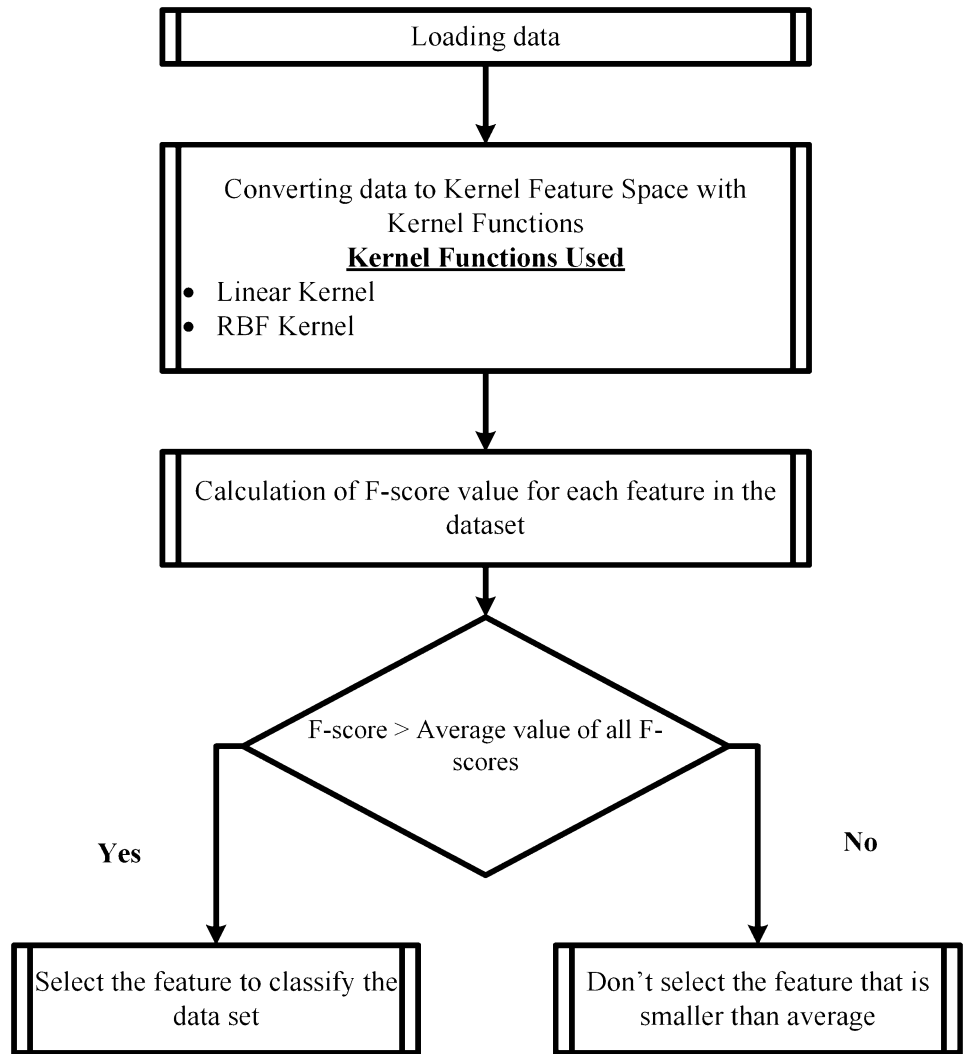 Loading data
Converting data to Kernel Feature Space with
Kernel Functions
Kernel Functions Used
• Linear Kernel
• RBF Kernel
Calculation of F-score value for each feature in the
dataset
F-score > Average value of all F-
scores
Yes
No
Select the feature to classify the
data set
Don’t select the feature that is
smaller than average